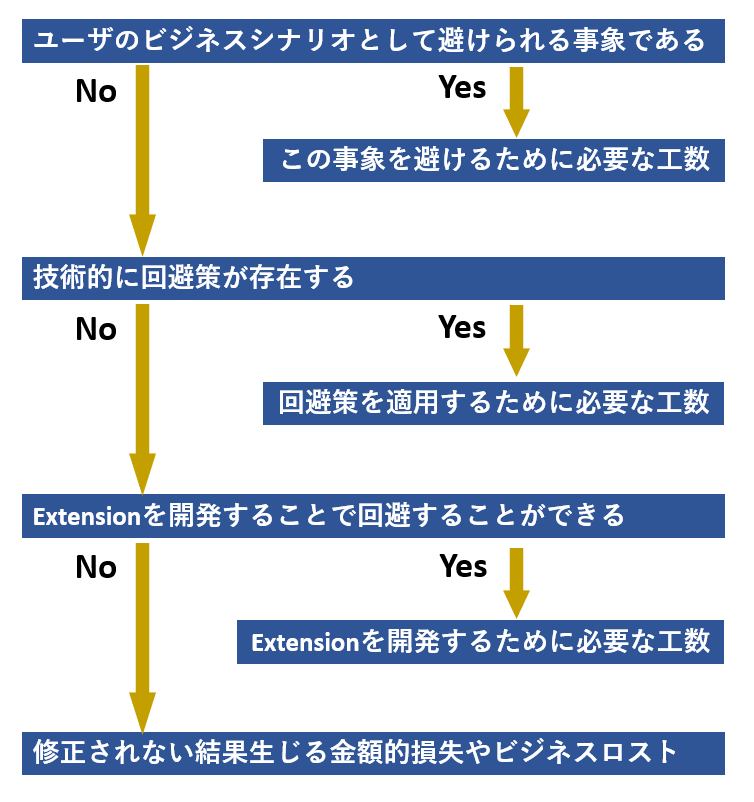 ユーザのビジネスシナリオとして避けられる事象である
No
Yes
この事象を避けるために必要な工数
技術的に回避策が存在する
No
Yes
回避策を適用するために必要な工数
Extensionを開発することで回避することができる
No
Yes
Extensionを開発するために必要な工数
修正されない結果生じる金額的損失やビジネスロスト